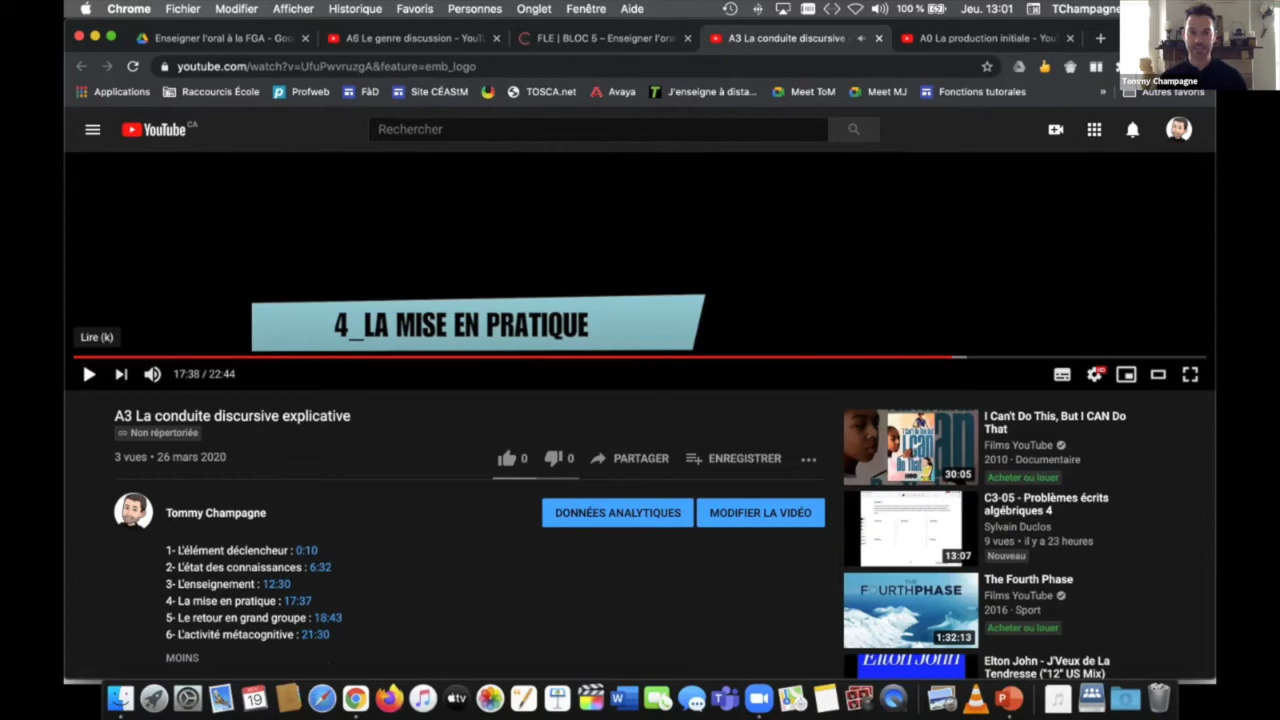 Chrome Fichier Modifier Afficher Historique Favoris Personnes Onglet Fenêtre Aide 100 % Jeu. 13:01 TChampagne
Tommy Champagne
Enseigner l'oral à la FGA - Goo
A6 Le genre discussion - YouTu
FLE | BLOC 5 – Enseigner l'ora
A3 La conduite discursive
A0 La production initiale - You
youtube.com/watch?v=UfuPwvruzgA&feature=emb_logo
Applications Raccourcis École Profweb FàD Site CÉAStM TOSCA.net Avaya J'enseigne à dista... Meet ToM Meet MJ Fonctions tutorales » Autres favoris
YouTube CA
Rechercher
4_LA MISE EN PRATIQUE
Lire (k)
17:38 / 22:44
A3 La conduite discursive explicative
Non répertoriée
3 vues • 26 mars 2020
0 0 PARTAGER ENREGISTRER
Tommy Champagne
DONNÉES ANALYTIQUES MODIFIER LA VIDÉO
1- L'élément déclencheur : 0:10
2- L'état des connaissances : 6:32
3- L'enseignement : 12:30
4- La mise en pratique : 17:37
5- Le retour en grand groupe : 18:43
6- L'activité métacognitive : 21:30
MOINS
30:05
I Can't Do This, But I CAN Do
That
Films YouTube
2010 · Documentaire
Acheter ou louer
13:07
C3-05 - Problèmes écrits
algébriques 4
Sylvain Duclos
9 vues • il y a 23 heures
Nouveau
THE
FOURTH PHASE
1:32:13
The Fourth Phase
Films YouTube
2016 · Sport
Acheter ou louer
ELTON JOHN
Elton John - J'Veux de La
Tendresse ("12" US Mix)
19